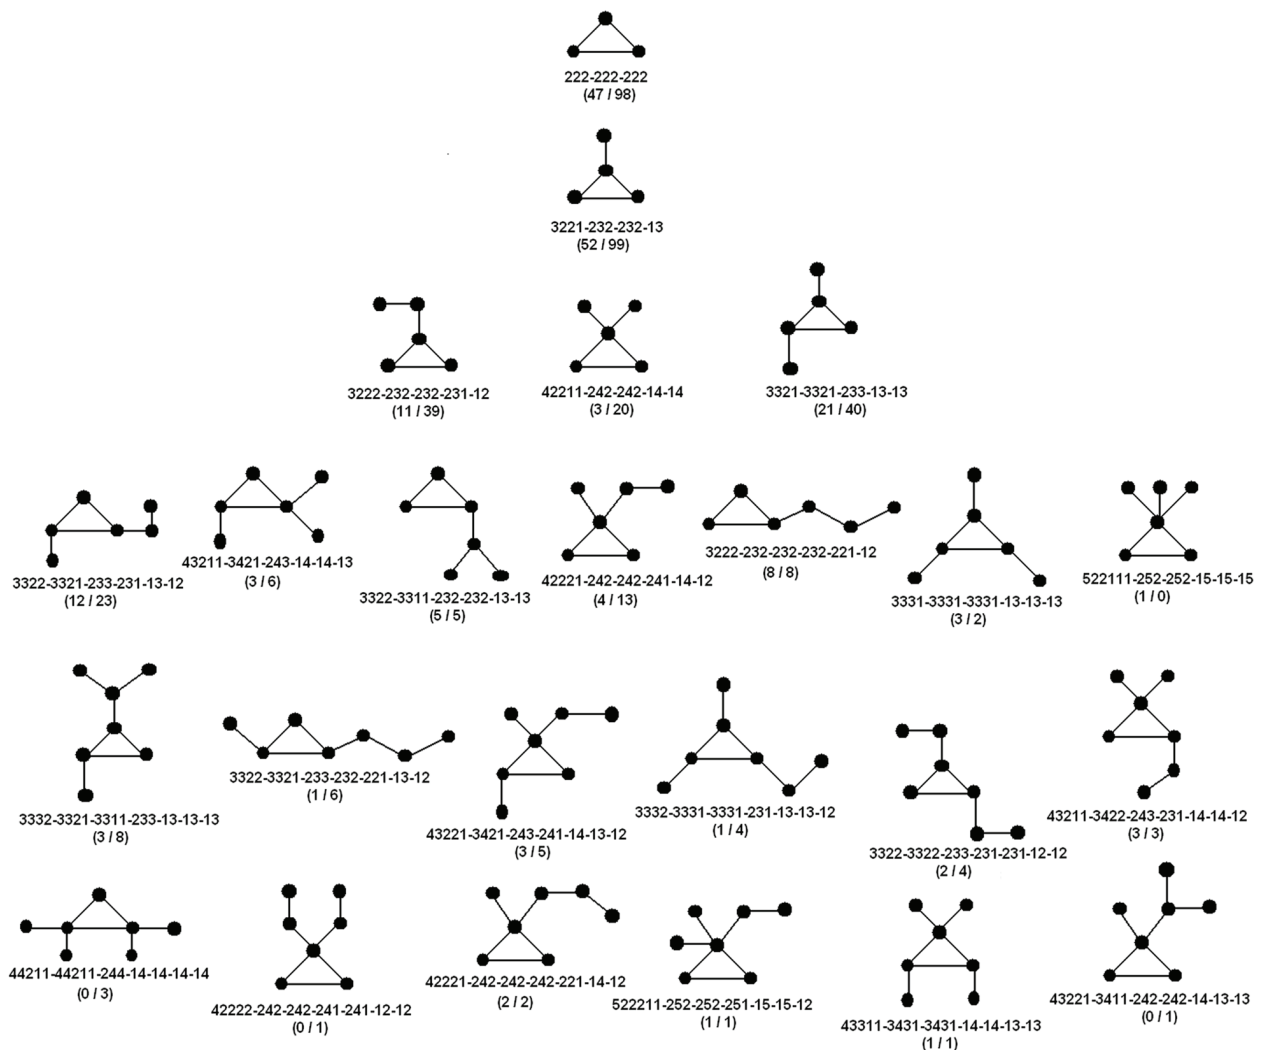 222-222-222
(47 / 98)
3221-232-232-13
(52 / 99)
3222-232-232-231-12
(11 / 39)
42211-242-242-14-14
(3 / 20)
3321-3321-233-13-13
(21 / 40)
3322-3321-233-231-13-12
(12 / 23)
43211-3421-243-14-14-13
(3 / 6)
3322-3311-232-232-13-13
(5 / 5)
42221-242-242-241-14-12
(4 / 13)
3222-232-232-232-221-12
(8 / 8)
3331-3331-3331-13-13-13
(3 / 2)
522111-252-252-15-15-15
(1 / 0)
3332-3321-3311-233-13-13-13
(3 / 8)
3322-3321-233-232-221-13-12
(1 / 6)
43221-3421-243-241-14-13-12
(3 / 5)
3332-3331-3331-231-13-13-12
(1 / 4)
3322-3322-233-231-231-12-12
(2 / 4)
43211-3422-243-231-14-14-12
(3 / 3)
44211-44211-244-14-14-14-14
(0 / 3)
42222-242-242-241-241-12-12
(0 / 1)
42221-242-242-242-221-14-12
(2 / 2)
522211-252-252-251-15-15-12
(1 / 1)
43311-3431-3431-14-14-13-13
(1 / 1)
43221-3411-242-242-14-13-13
(0 / 1)